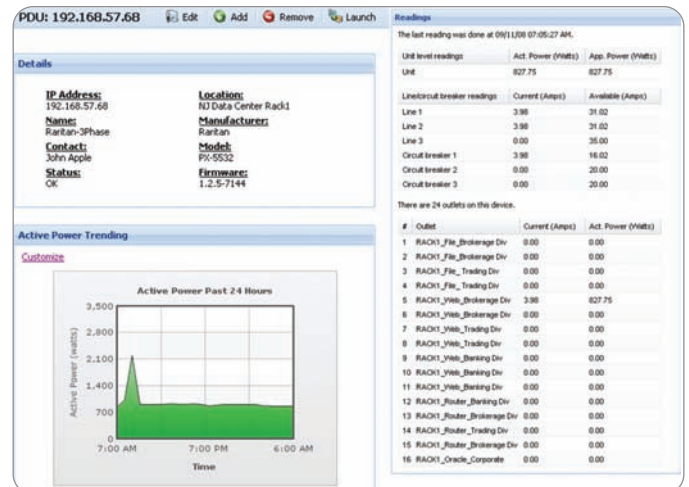 PDU: 192.168.57.68 Edit Add Remove Launch
Details
IP Address:
192.168.57.68
Name:
Raritan-3Phase
Contact:
John Apple
Status:
OK
Location:
NJ Data Center Rack1
Manufacturer:
Raritan
Model:
PX-5532
Firmware:
1.2.5-7144
Active Power Trending
Customize
Active Power Past 24 Hours
Active Power (watts)
3,500
2,800
2,100
1,400
700
0
7:00 AM 7:00 PM 6:00 AM
Time
Readings
The last reading was done at 09/11/08 07:05:27 AM.
Unit level readings Act. Power (Watts) App. Power (Watts)
Unit 827.75 827.75
Line/circuit breaker readings Current (Amps) Available (Amps)
Line 1 3.98 31.02
Line 2 3.98 31.02
Line 3 0.00 35.00
Circuit breaker 1 3.98 16.02
Circuit breaker 2 0.00 20.00
Circuit breaker 3 0.00 20.00
There are 24 outlets on this device.
# Outlet Current (Amps) Act. Power (Watts)
1 RACK1_File_Brokerage Div 0.00 0.00
2 RACK1_File_Brokerage Div 0.00 0.00
3 RACK1_File_ Trading Div 0.00 0.00
4 RACK1_File_ Trading Div 0.00 0.00
5 RACK1_Web_Brokerage Div 3.98 827.75
6 RACK1_Web_Brokerage Div 0.00 0.00
7 RACK1_Web_Trading Div 0.00 0.00
8 RACK1_Web_Trading Div 0.00 0.00
9 RACK1_Web_Banking Div 0.00 0.00
10 RACK1_Web_Banking Div 0.00 0.00
11 RACK1_Web_Banking Div 0.00 0.00
12 RACK1_Router_Banking Div 0.00 0.00
13 RACK1_Router_Brokerage Div 0.00 0.00
14 RACK1_Router_Trading Div 0.00 0.00
15 RACK1_Router_Brokerage Div 0.00 0.00
16 RACK1_Oracle_Corporate 0.00 0.00